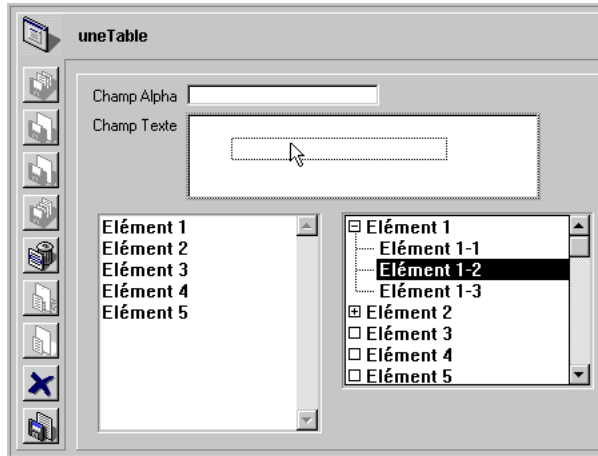 uneTable
Champ Alpha
Champ Texte
Elément 1
Elément 2
Elément 3
Elément 4
Elément 5
Elément 1
Elément 1-1
Elément 1-2
Elément 1-3
Elément 2
Elément 3
Elément 4
Elément 5